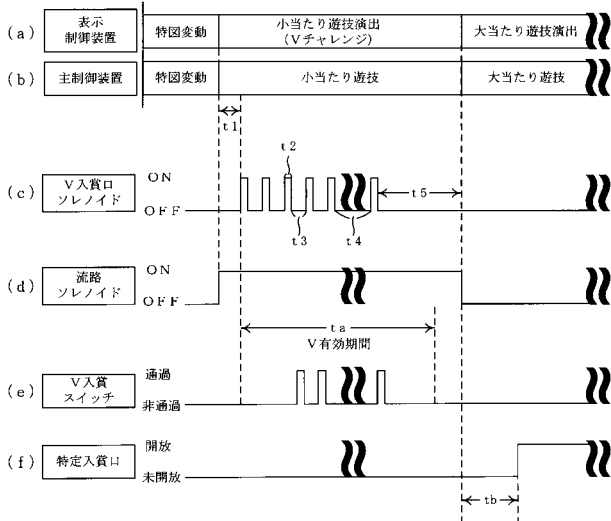 (a) 表示
制御装置
特図変動
小当たり遊技演出
(Vチャレンジ)
大当たり遊技演出
(b) 主制御装置
特図変動
小当たり遊技
大当たり遊技
t1
t2
(c) V入賞口
ソレノイド
ON
OFF
t5
t3
t4
(d) 流路
ソレノイド
ON
OFF
ta
V有効期間
(e) V入賞
スイッチ
通過
非通過
(f) 特定入賞口
開放
未開放
tb